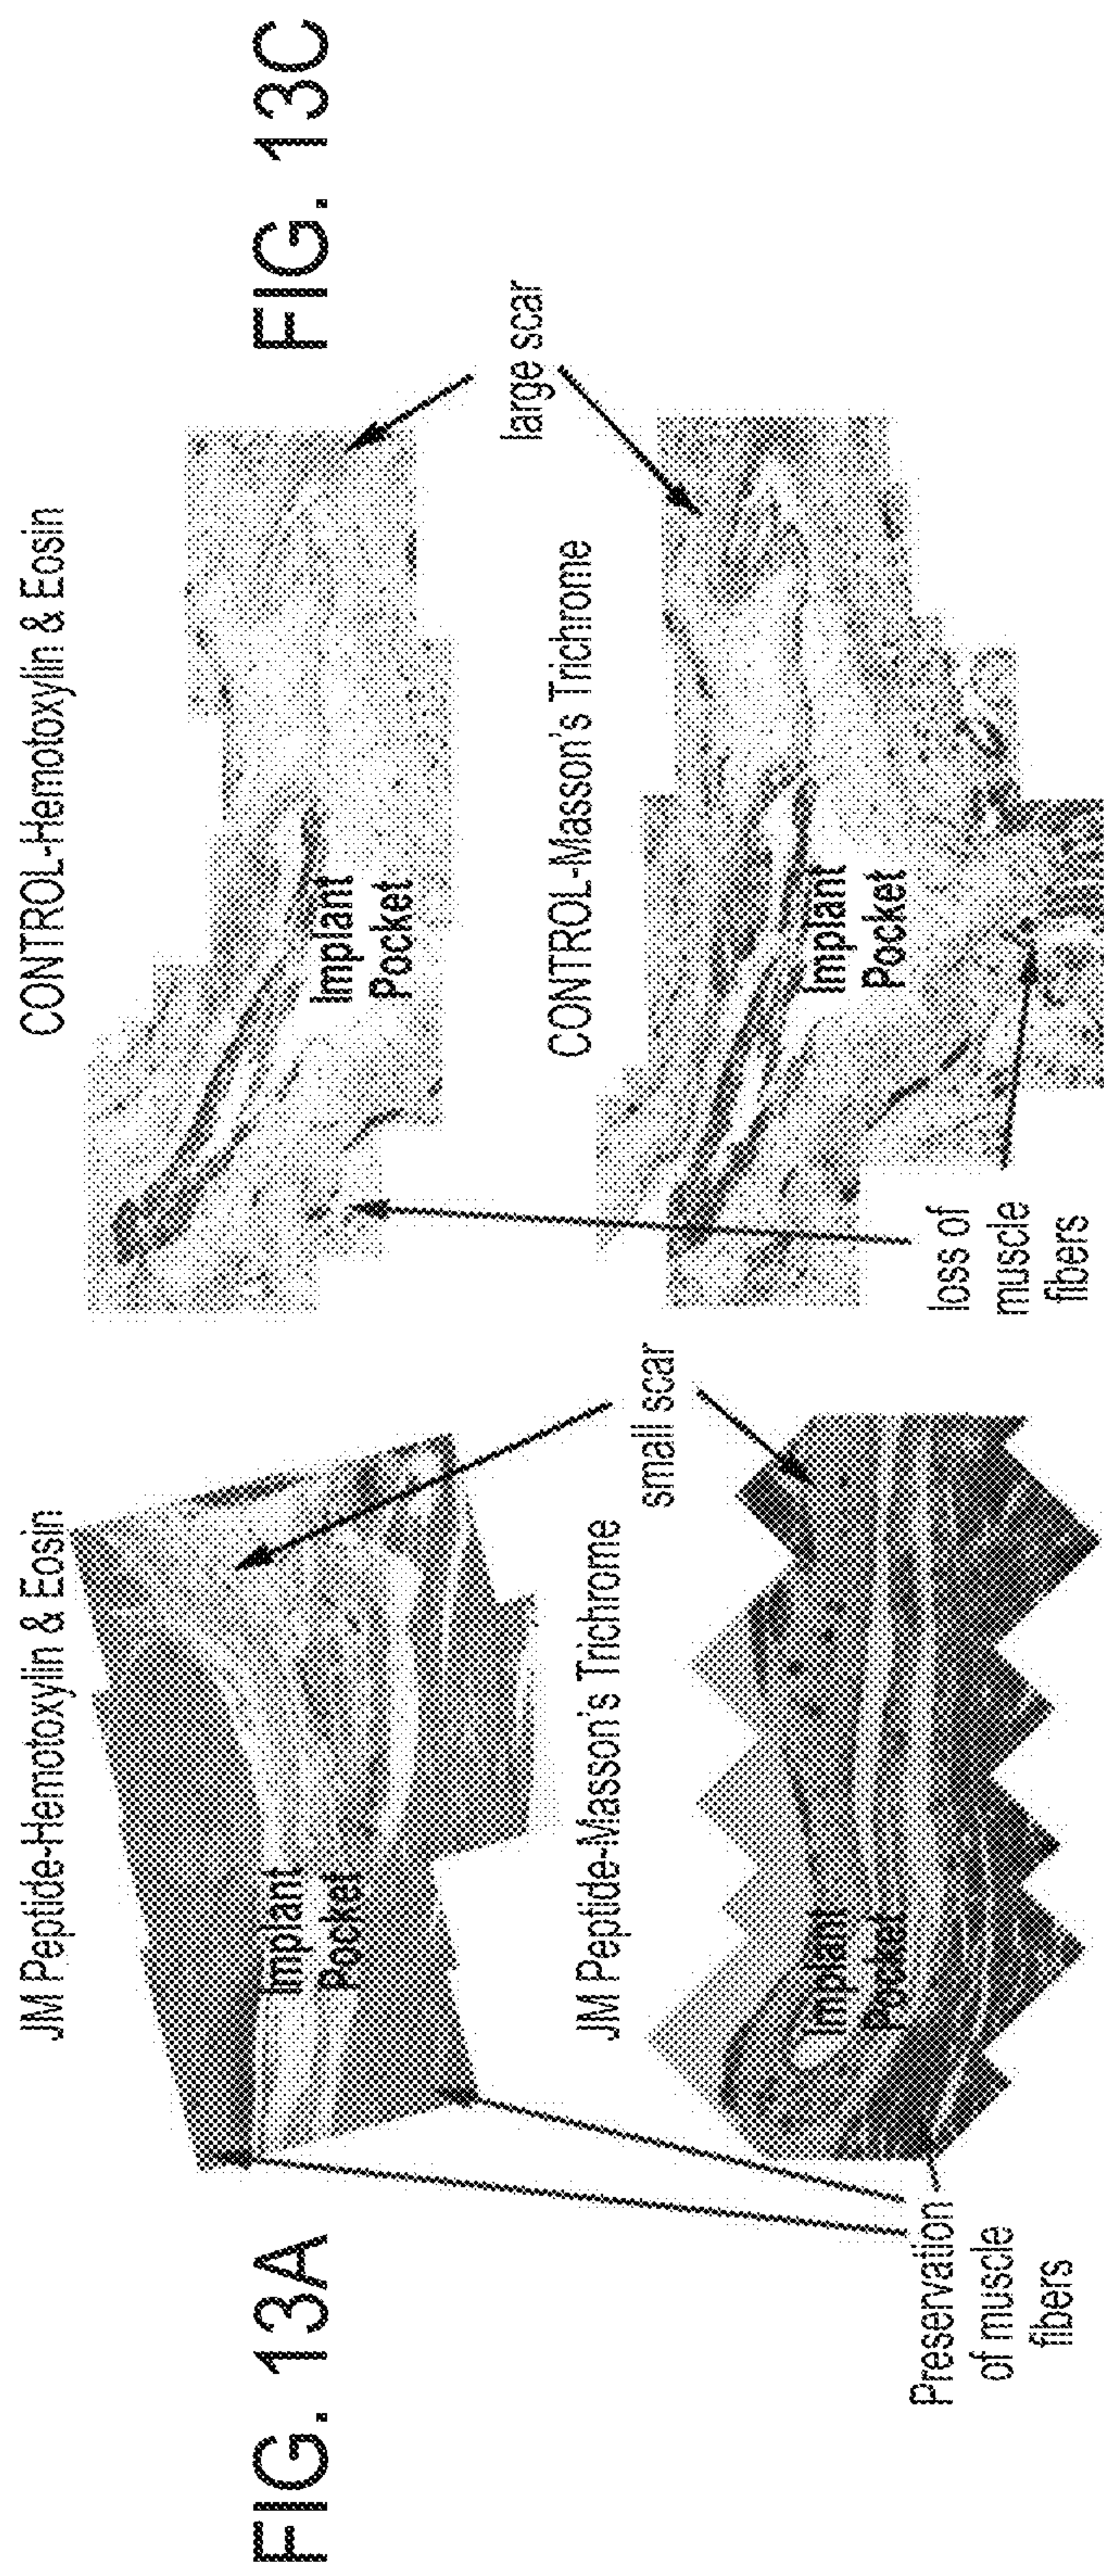 FIG. 13A
JM Peptide-Hemotoxylin & Eosin
Implant
Pocket
small scar
JM Peptide-Masson's Trichrome
Implant
Pocket
Preservation
of muscle
fibers
FIG. 13C
CONTROL-Hemotoxylin & Eosin
Implant
Pocket
large scar
CONTROL-Masson's Trichrome
Implant
Pocket
loss of
muscle
fibers